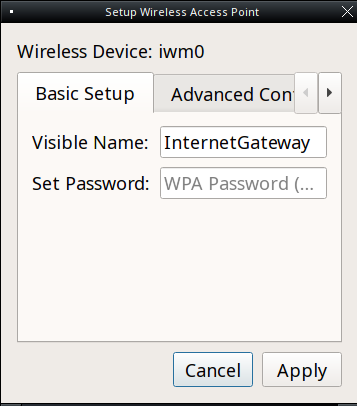 Setup Wireless Access Point
Wireless Device: iwm0
Basic Setup
Advanced Con
Visible Name: InternetGateway
Set Password: WPA Password (...
Cancel Apply